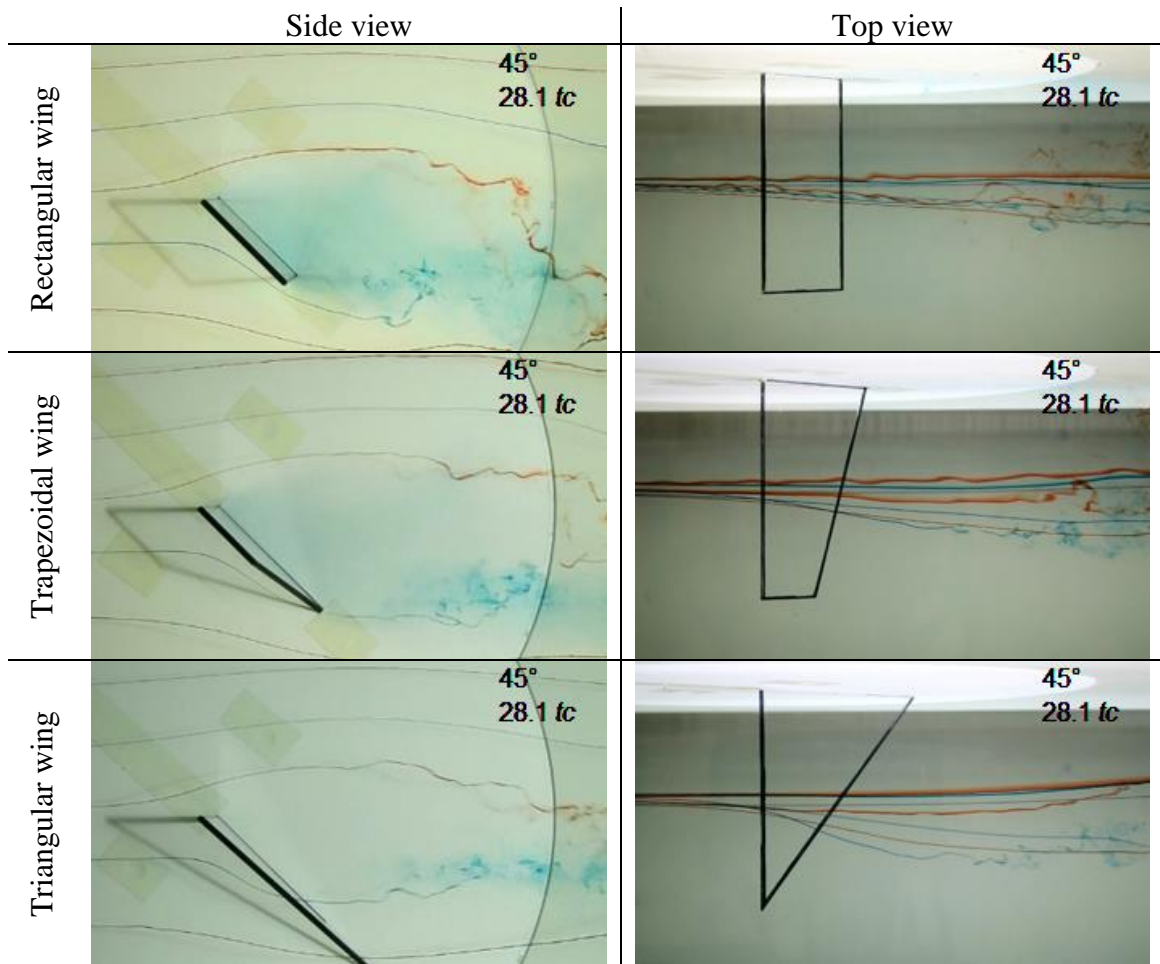 Side view
Top view
Rectangular wing
45°
28.1 tc
45°
28.1 tc
Trapezoidal wing
45°
28.1 tc
45°
28.1 tc
Triangular wing
45°
28.1 tc
45°
28.1 tc